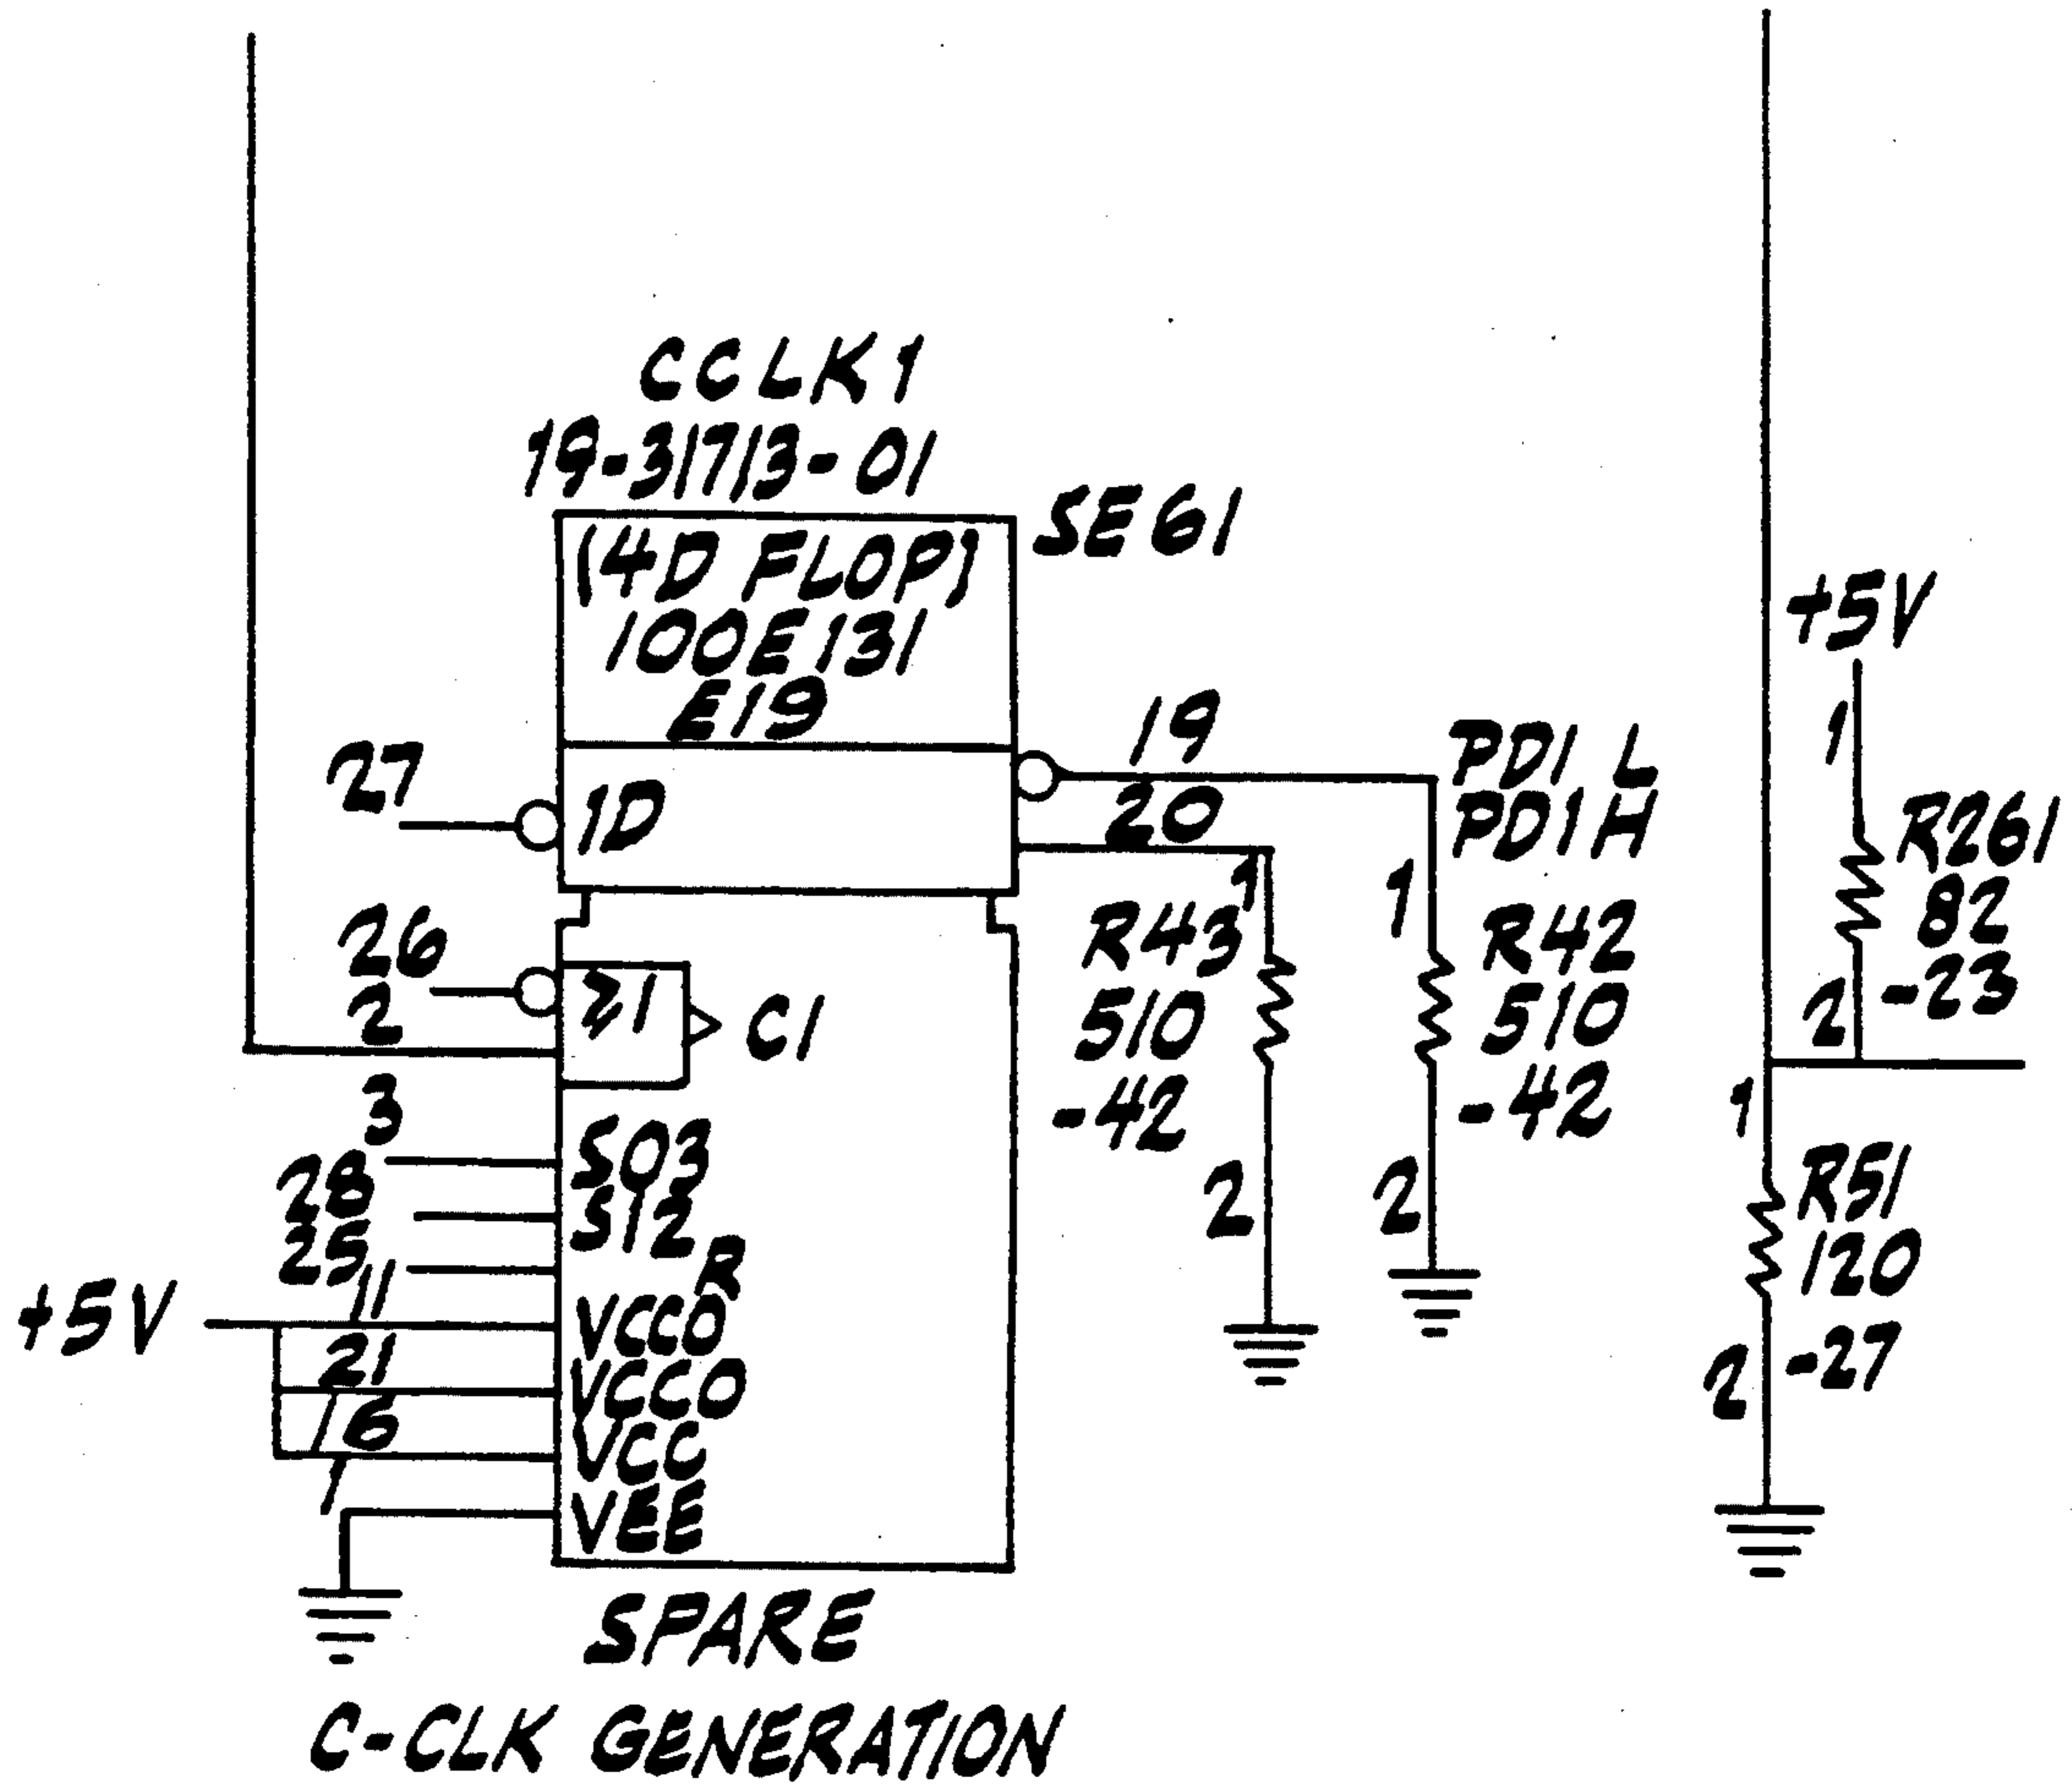 CCLK1
19-31713-01
SE61
(4D FLOP)
100E131
E19
27
1D
19
20
PD1 L
PD1 H
26
2
≥1
C1
3
S03
28
S12
25
R
+5V
11
VCCO
21
VCCO
16
VCC
7
VEE
1
R43
510
-42
2
1
R42
510
-42
2
+5V
1
R261
82
-23
2
1
R51
120
-27
2
SPARE
C-CLK GENERATION